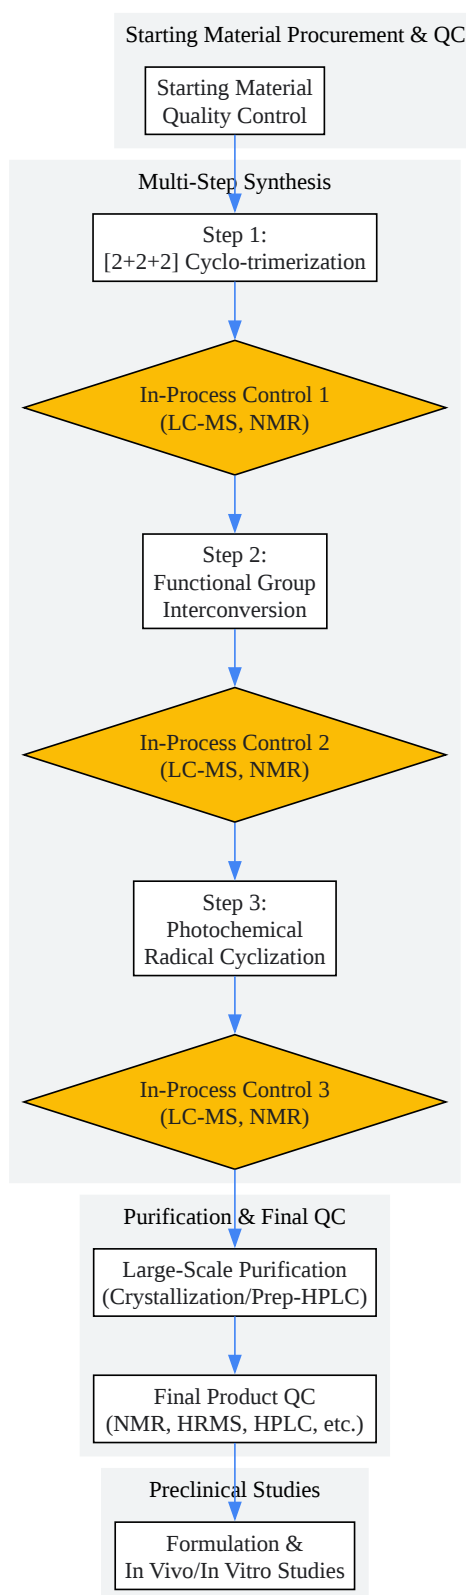 Starting Material Procurement & QC
Starting Material
Quality Control
Multi-Step Synthesis
Step 1:
[2+2+2] Cyclo-trimerization
In-Process Control 1
(LC-MS, NMR)
Step 2:
Functional Group
Interconversion
In-Process Control 2
(LC-MS, NMR)
Step 3:
Photochemical
Radical Cyclization
In-Process Control 3
(LC-MS, NMR)
Purification & Final QC
Large-Scale Purification
(Crystallization/Prep-HPLC)
Final Product QC
(NMR, HRMS, HPLC, etc.)
Preclinical Studies
Formulation &
In Vivo/In Vitro Studies